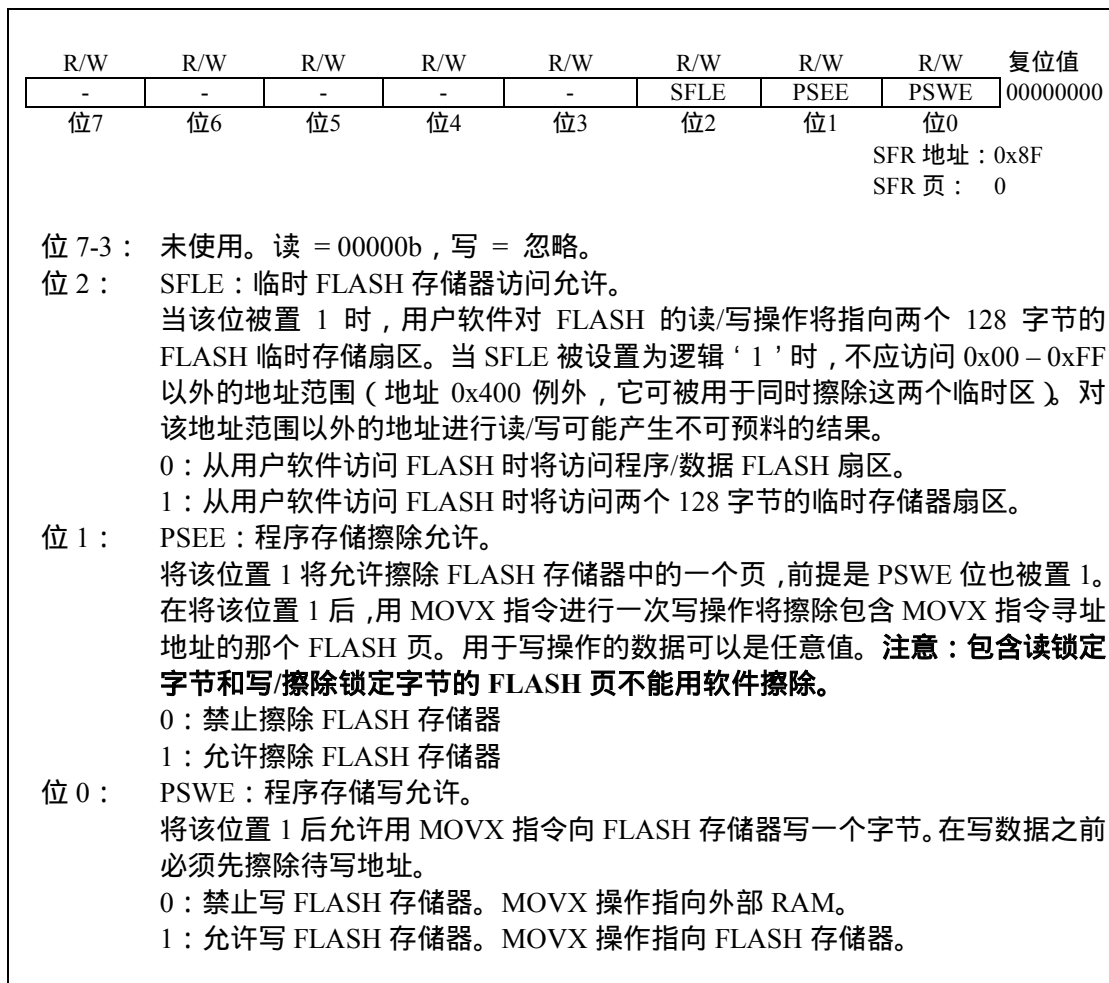 R/W R/W R/W R/W R/W R/W R/W R/W 复位值
- - - - - SFLE PSEE PSWE 00000000
位7 位6 位5 位4 位3 位2 位1 位0
SFR 地址：0x8F
SFR 页： 0
位 7-3： 未使用。读 = 00000b，写 = 忽略。
位 2： SFLE：临时 FLASH 存储器访问允许。
当该位被置 1 时，用户软件对 FLASH 的读/写操作将指向两个 128 字节的
FLASH 临时存储扇区。当 SFLE 被设置为逻辑‘1’时，不应访问 0x00 – 0xFF
以外的地址范围（地址 0x400 例外，它可被用于同时擦除这两个临时区）。对
该地址范围以外的地址进行读/写可能产生不可预料的结果。
0：从用户软件访问 FLASH 时将访问程序/数据 FLASH 扇区。
1：从用户软件访问 FLASH 时将访问两个 128 字节的临时存储器扇区。
位 1： PSEE：程序存储擦除允许。
将该位置 1 将允许擦除 FLASH 存储器中的一个页，前提是 PSWE 位也被置 1。
在将该位置 1 后，用 MOVX 指令进行一次写操作将擦除包含 MOVX 指令寻址
地址的那个 FLASH 页。用于写操作的数据可以是任意值。注意：包含读锁定
字节和写/擦除锁定字节的 FLASH 页不能用软件擦除。
0：禁止擦除 FLASH 存储器
1：允许擦除 FLASH 存储器
位 0： PSWE：程序存储写允许。
将该位置 1 后允许用 MOVX 指令向 FLASH 存储器写一个字节。在写数据之前
必须先擦除待写地址。
0：禁止写 FLASH 存储器。MOVX 操作指向外部 RAM。
1：允许写 FLASH 存储器。MOVX 操作指向 FLASH 存储器。